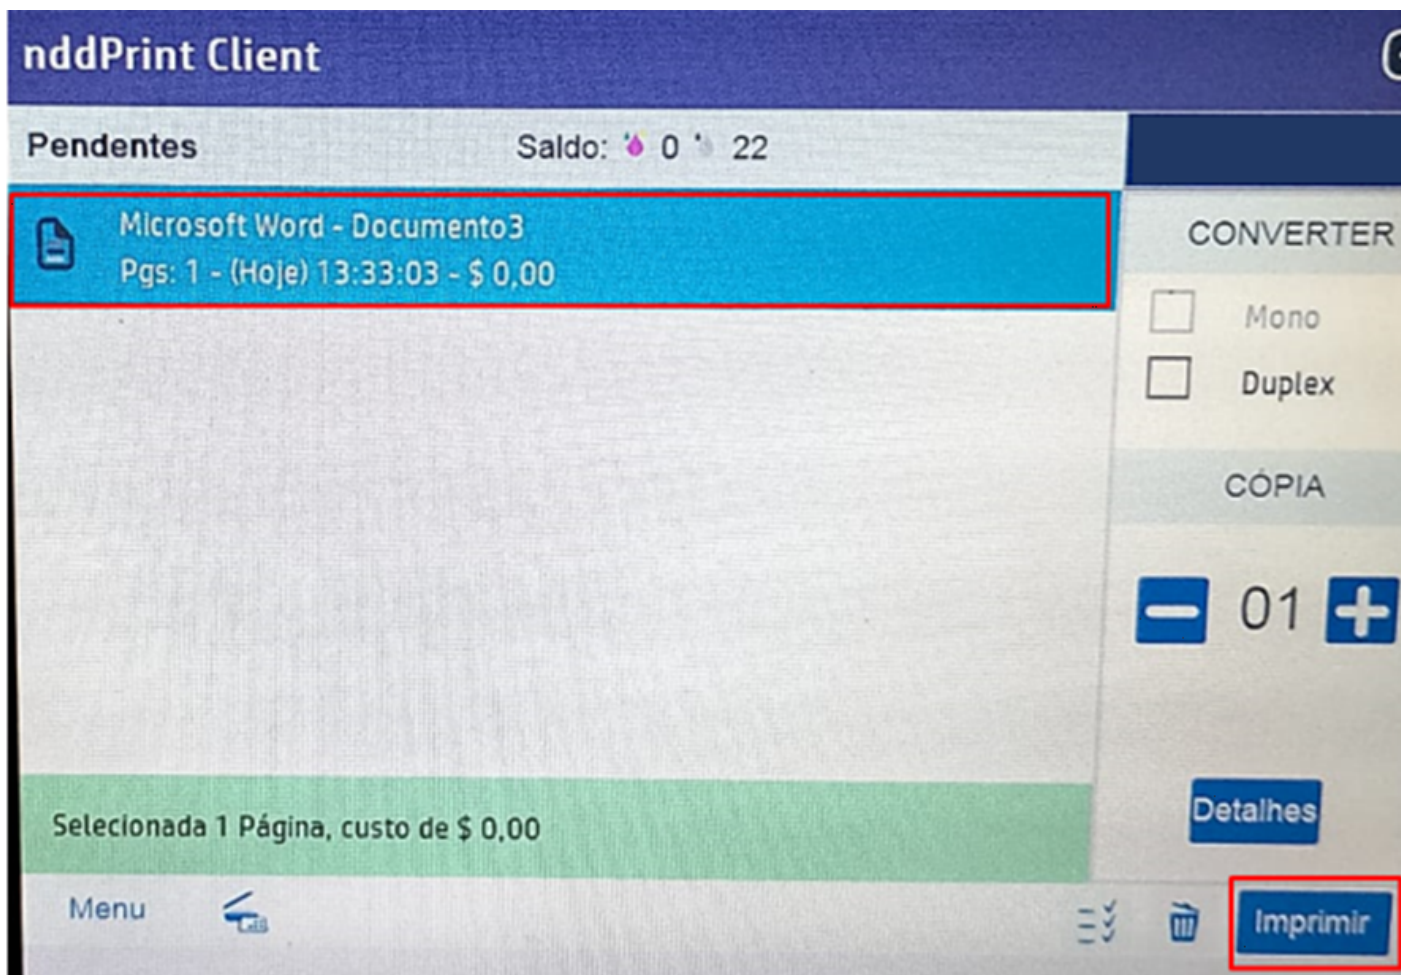 nddPrint Client
Pendentes
Saldo: 0 22
Microsoft Word - Documento3
Pgs: 1 - (Hoje) 13:33:03 - $ 0,00
CONVERTER
Mono
Duplex
CÓPIA
01
Detalhes
Selecionada 1 Página, custo de $ 0,00
Menu
Imprimir